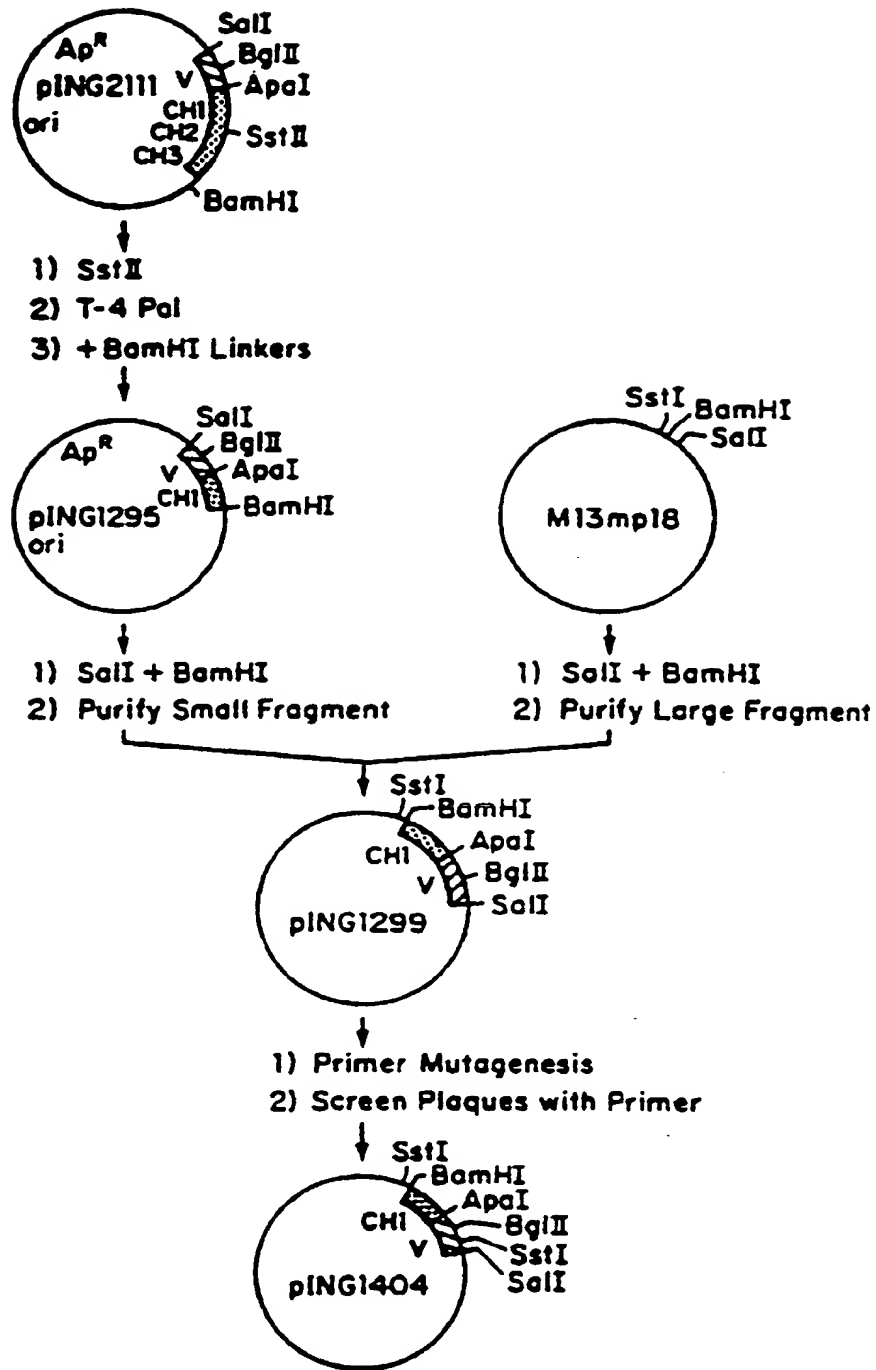 SalI
BglII
ApaI
SstII
BamHI
Ap^R
pING2111
ori
V
CH1
CH2
CH3
1) SstII
2) T-4 Pol
3) +BamHI Linkers
SalI
BglII
ApaI
BamHI
Ap^R
V
CH1
pING1295
ori
SstI
BamHI
SalI
M13mp18
1) SalI + BamHI
2) Purify Small Fragment
1) SalI + BamHI
2) Purify Large Fragment
SstI
BamHI
ApaI
BglII
SalI
CH1
V
pING1299
1) Primer Mutagenesis
2) Screen Plaques with Primer
SstI
BamHI
ApaI
BglII
SstI
SalI
CH1
V
pING1404